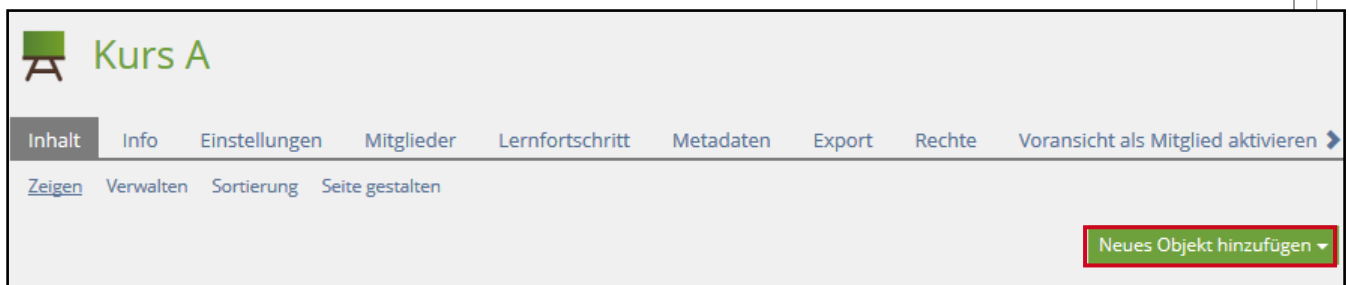 Kurs A
Inhalt Info Einstellungen Mitglieder Lernfortschritt Metadaten Export Rechte Voransicht als Mitglied aktivieren
Zeigen Verwalten Sortierung Seite gestalten
Neues Objekt hinzufügen